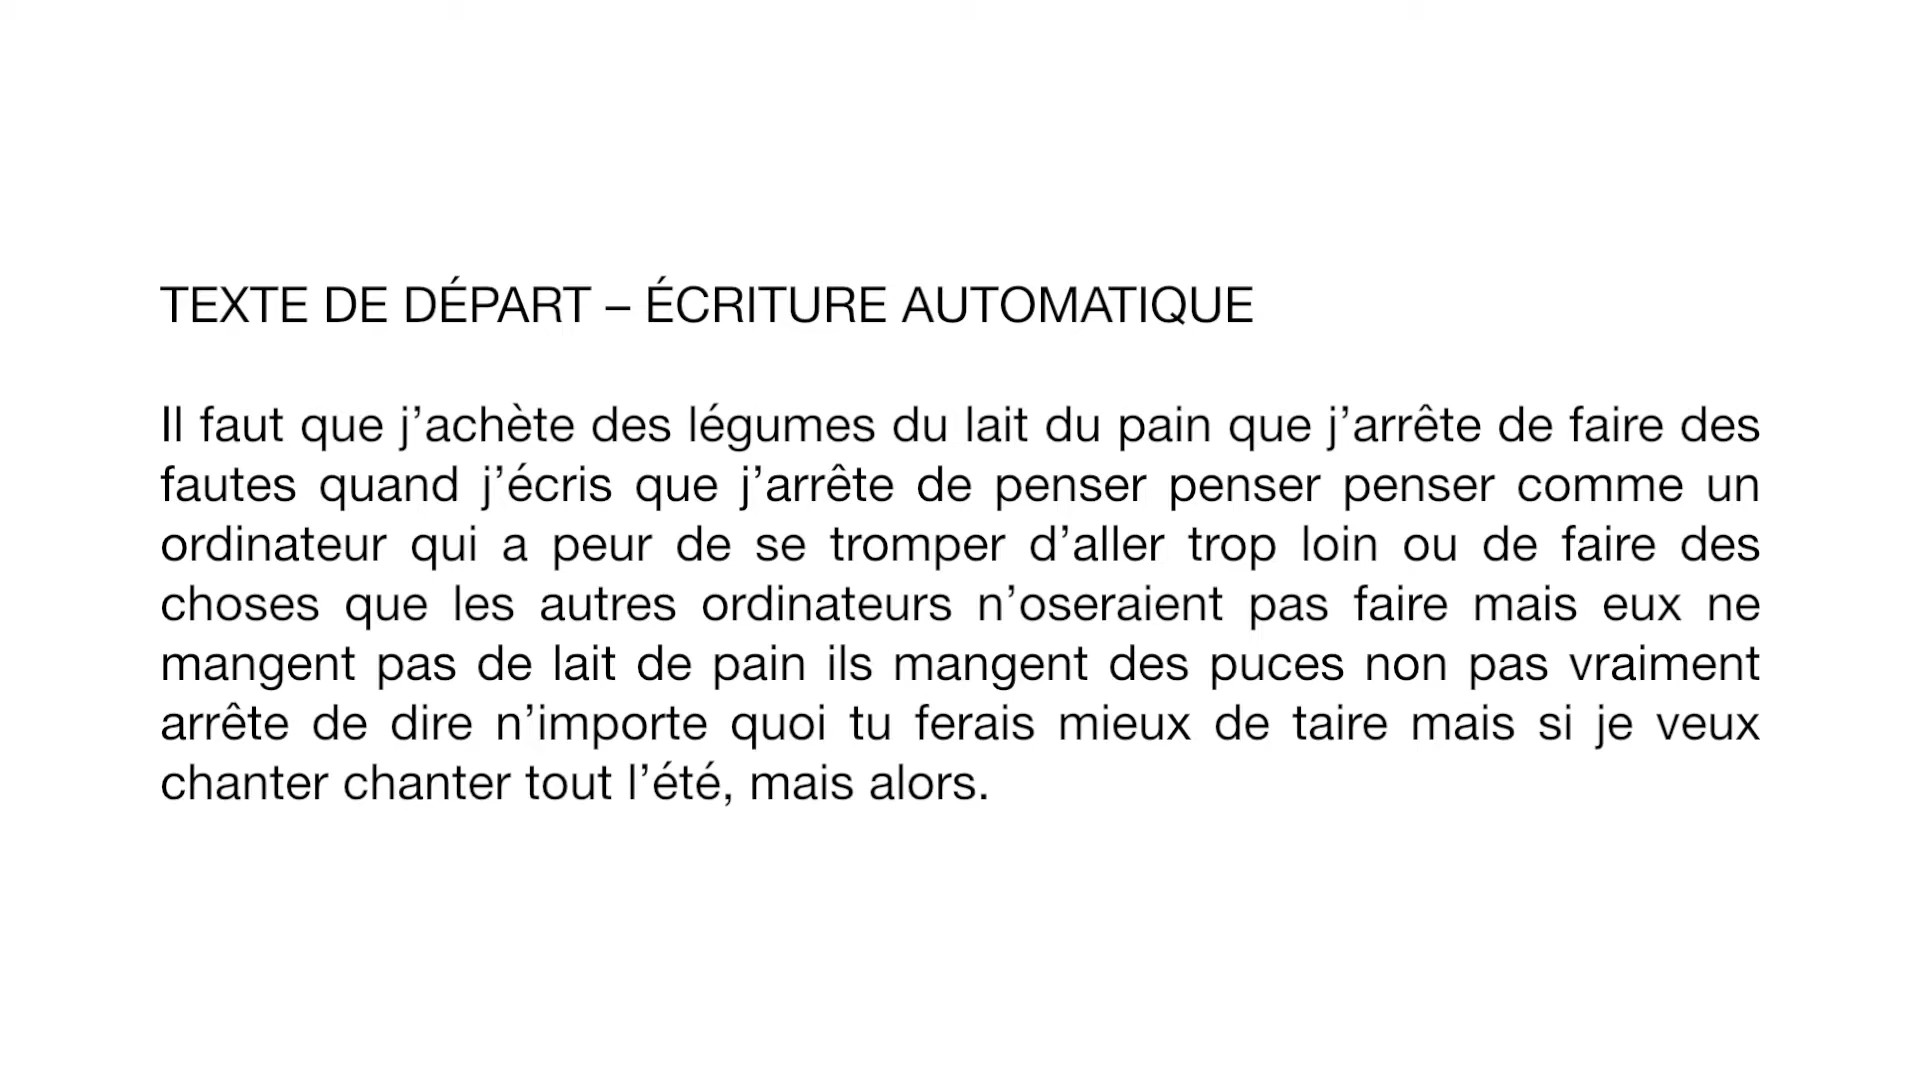 TEXTE DE DÉPART – ÉCRITURE AUTOMATIQUE
Il faut que j’achète des légumes du lait du pain que j’arrête de faire des
fautes quand j’écris que j’arrête de penser penser penser comme un
ordinateur qui a peur de se tromper d’aller trop loin ou de faire des
choses que les autres ordinateurs n’oseraient pas faire mais eux ne
mangent pas de lait de pain ils mangent des puces non pas vraiment
arrête de dire n’importe quoi tu ferais mieux de taire mais si je veux
chanter chanter tout l’été, mais alors.